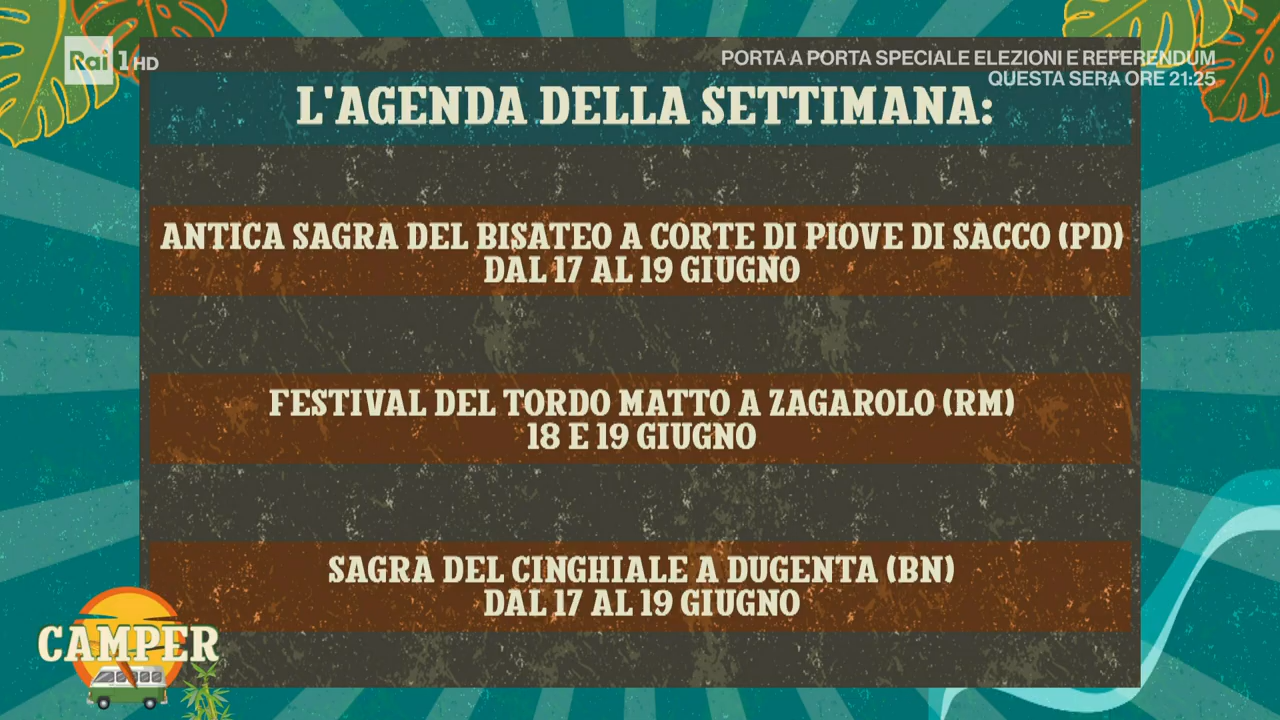 Rai 1 HD
PORTA A PORTA SPECIALE ELEZIONI E REFERENDUM
QUESTA SERA ORE 21:25
L'AGENDA DELLA SETTIMANA:
ANTICA SAGRA DEL BISATEO A CORTE DI PIOVE DI SACCO (PD)
DAL 17 AL 19 GIUGNO
FESTIVAL DEL TORDO MATTO A ZAGAROLO (RM)
18 E 19 GIUGNO
SAGRA DEL CINGHIALE A DUGENTA (BN)
DAL 17 AL 19 GIUGNO
CAMPER